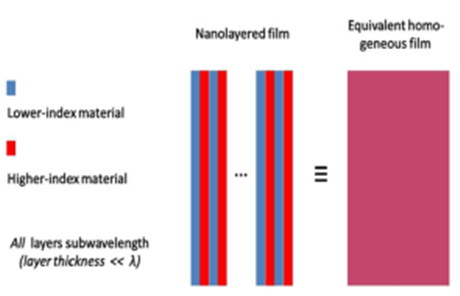 Nanolayered film
Equivalent homo-
geneous film
Lower-index material
Higher-index material
...
≡
All layers subwavelength
(layer thickness << λ)